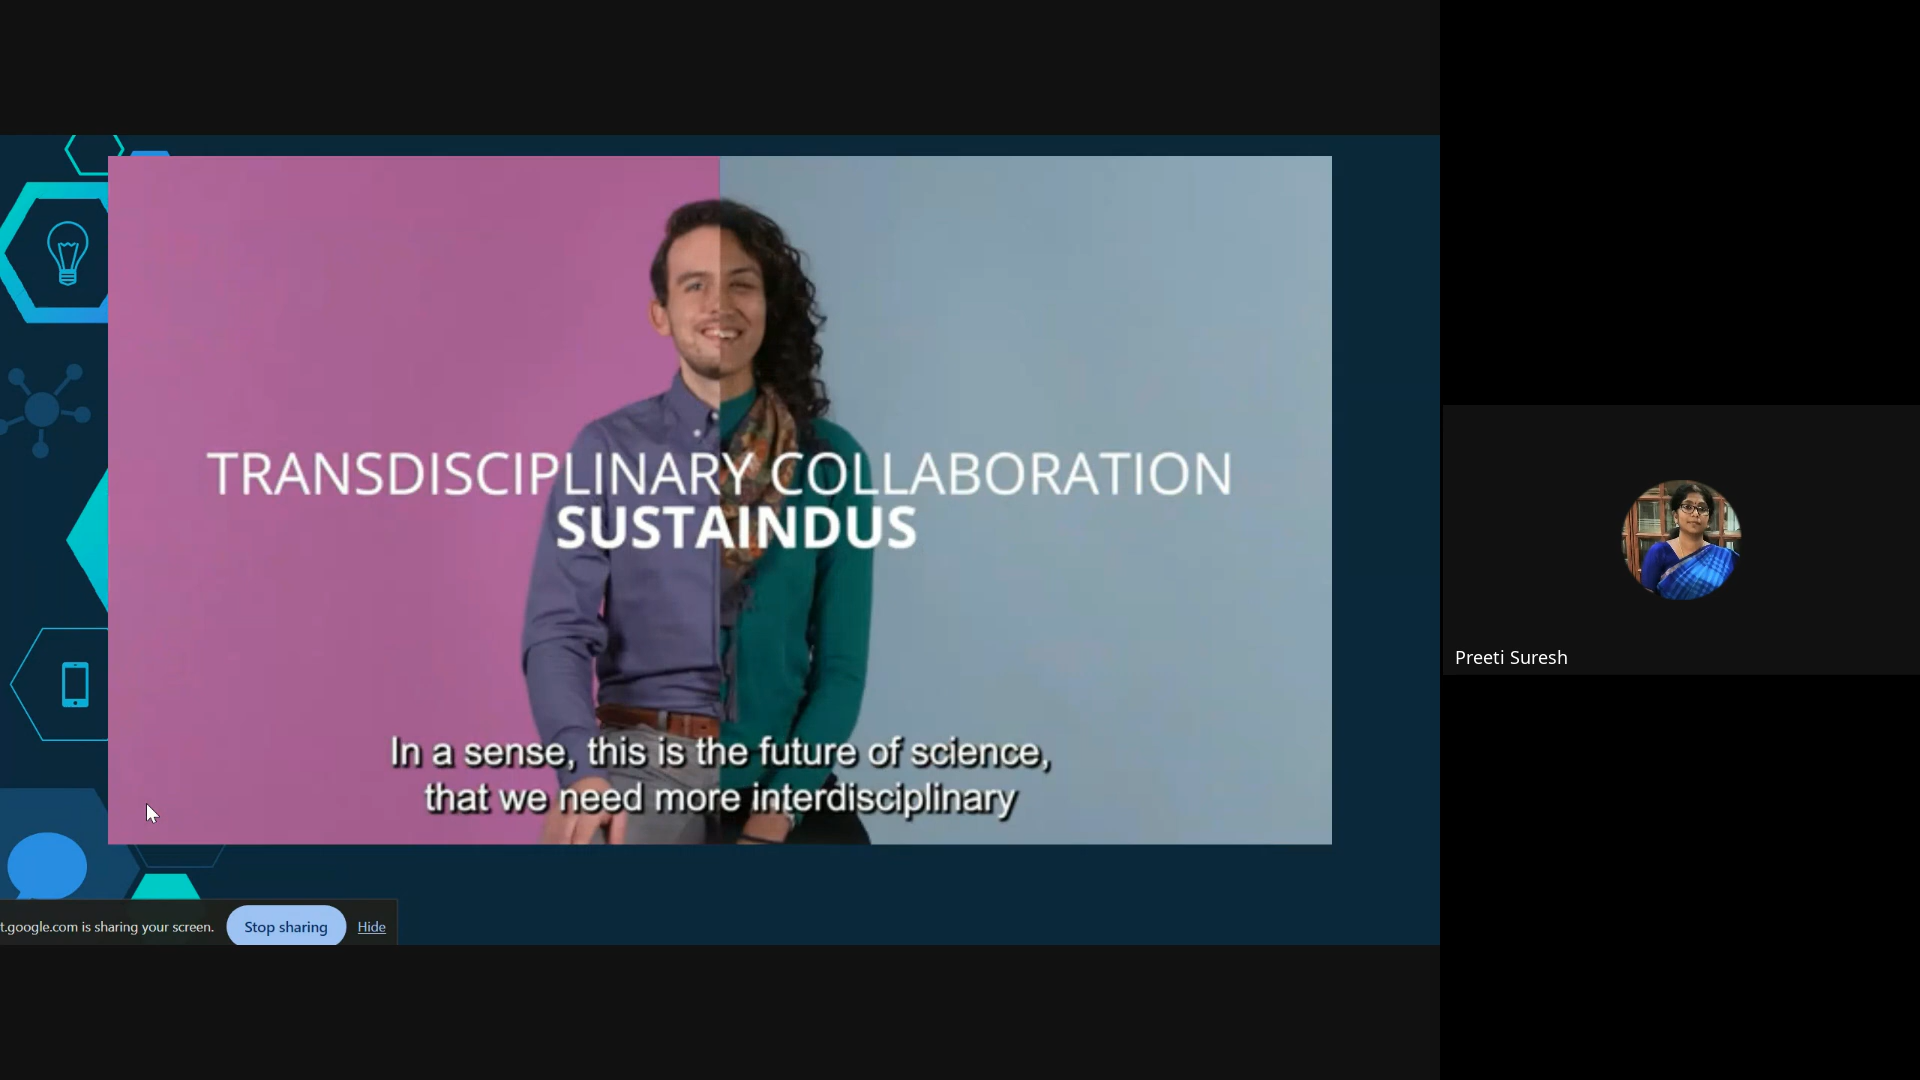 TRANSDISCIPLINARY COLLABORATION
SUSTAINDUS
In a sense, this is the future of science,
that we need more interdisciplinary
t.google.com is sharing your screen. Stop sharing Hide
Preeti Suresh